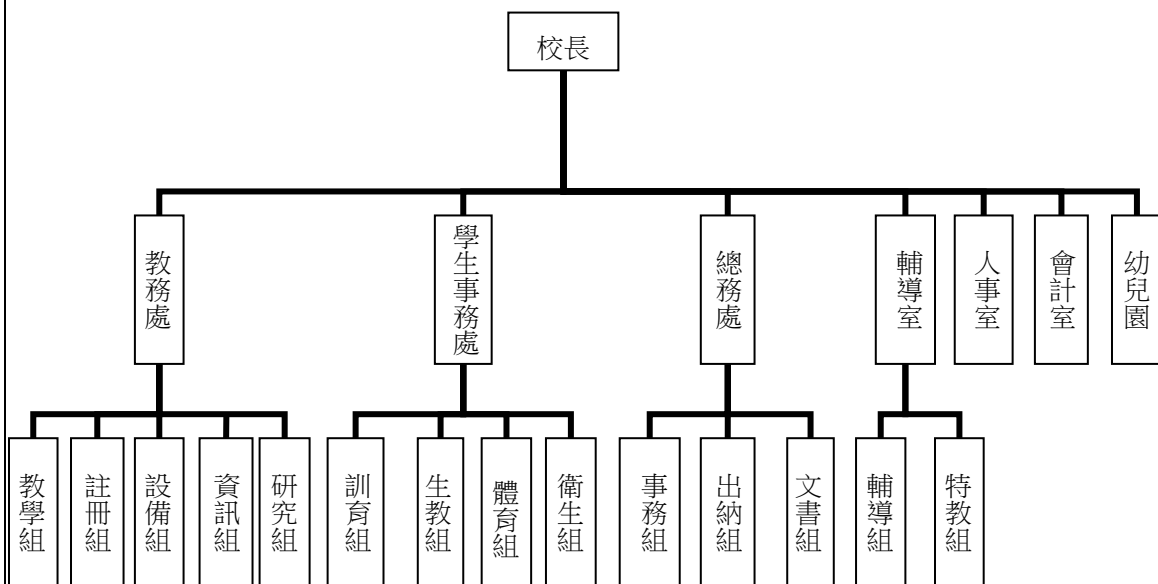 校長
教務處
學生事務處
總務處
輔導室
人事室
會計室
幼兒園
教學組
註冊組
設備組
資訊組
研究組
訓育組
生教組
體育組
衛生組
事務組
出納組
文書組
輔導組
特教組